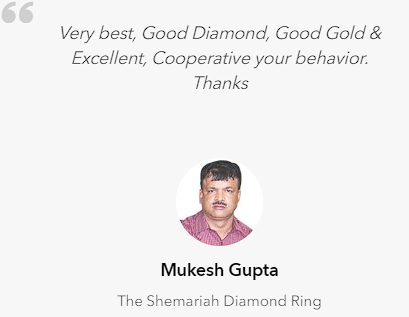 Very best, Good Diamond, Good Gold &
Excellent, Cooperative your behavior.
Thanks
Mukesh Gupta
The Shemariah Diamond Ring